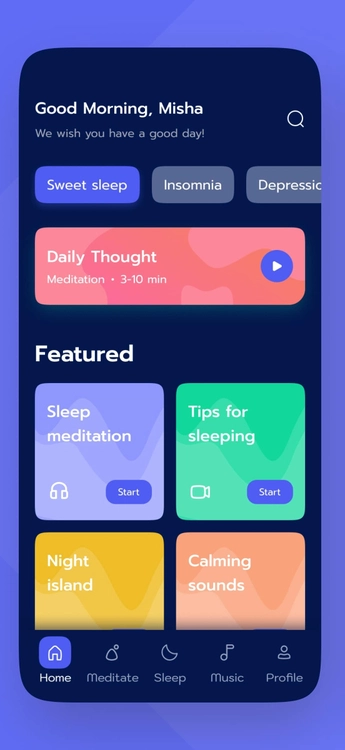 Good Morning, Misha
We wish you have a good day!
Sweet sleep
Insomnia
Depressic
Daily Thought
Meditation • 3-10 min
Featured
Sleep
meditation
Start
Tips for
sleeping
Start
Night
island
Calming
sounds
Home
Meditate
Sleep
Music
Profile